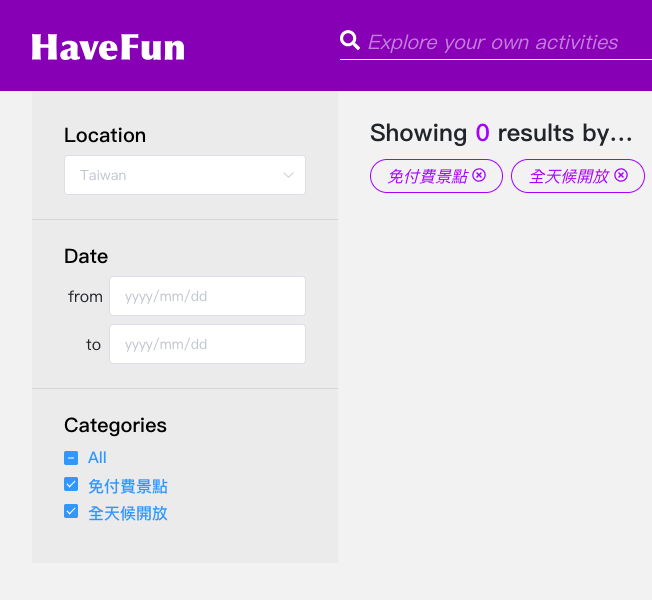 HaveFun
Explore your own activities
Location
Taiwan
Date
from yyyy/mm/dd
to yyyy/mm/dd
Categories
All
免付費景點
全天候開放
Showing 0 results by...
免付費景點 全天候開放